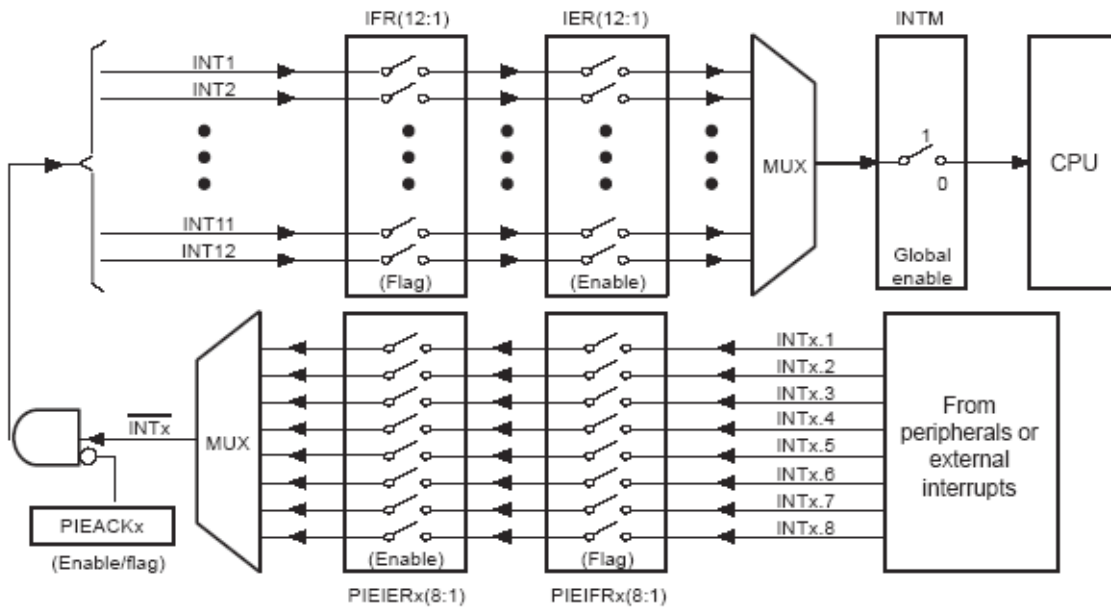 IFR(12:1)
IER(12:1)
INTM
INT1
INT2
1
MUX
CPU
0
INT11
INT12
(Flag)
(Enable)
Global
enable
INTx.1
INTx.2
INTx.3
INTx.4
INTx.5
INTx.6
INTx.7
INTx.8
From
peripherals or
external
interrupts
INTx
MUX
PIEACKx
(Enable/flag)
(Enable)
(Flag)
PIEIERx(8:1)
PIEIFRx(8:1)